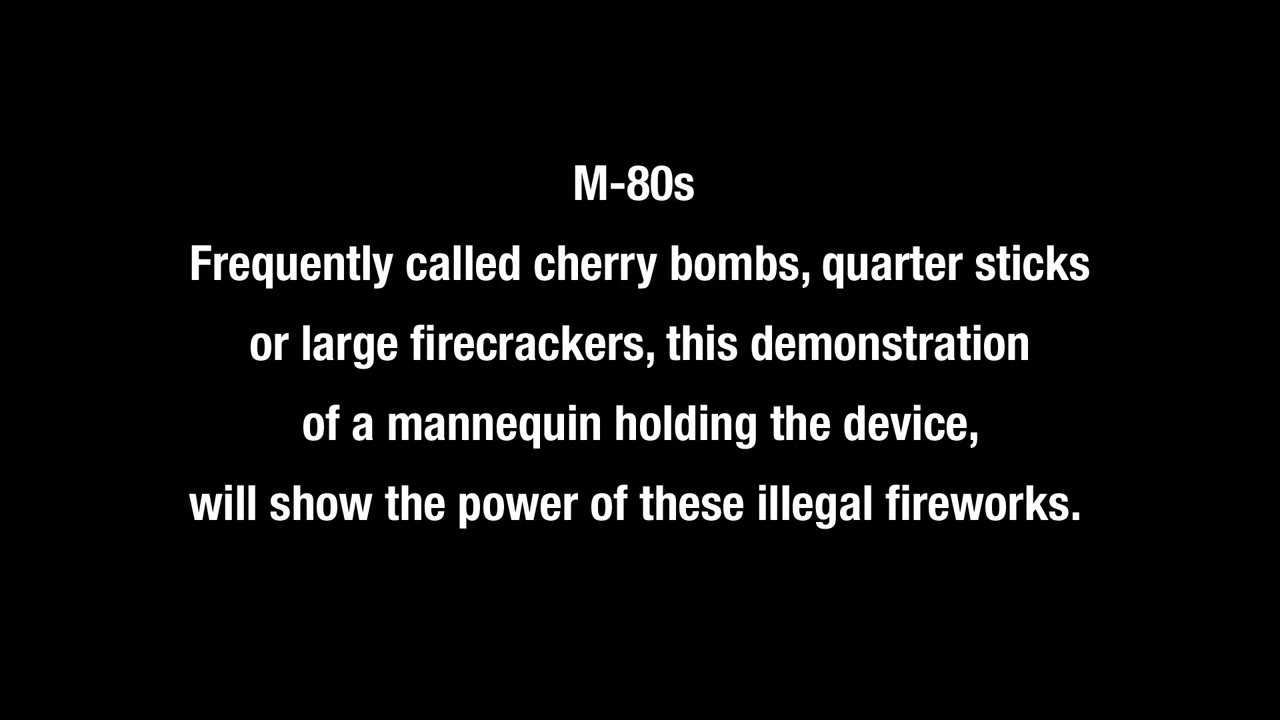 M-80s
Frequently called cherry bombs, quarter sticks
or large firecrackers, this demonstration
of a mannequin holding the device,
will show the power of these illegal fireworks.